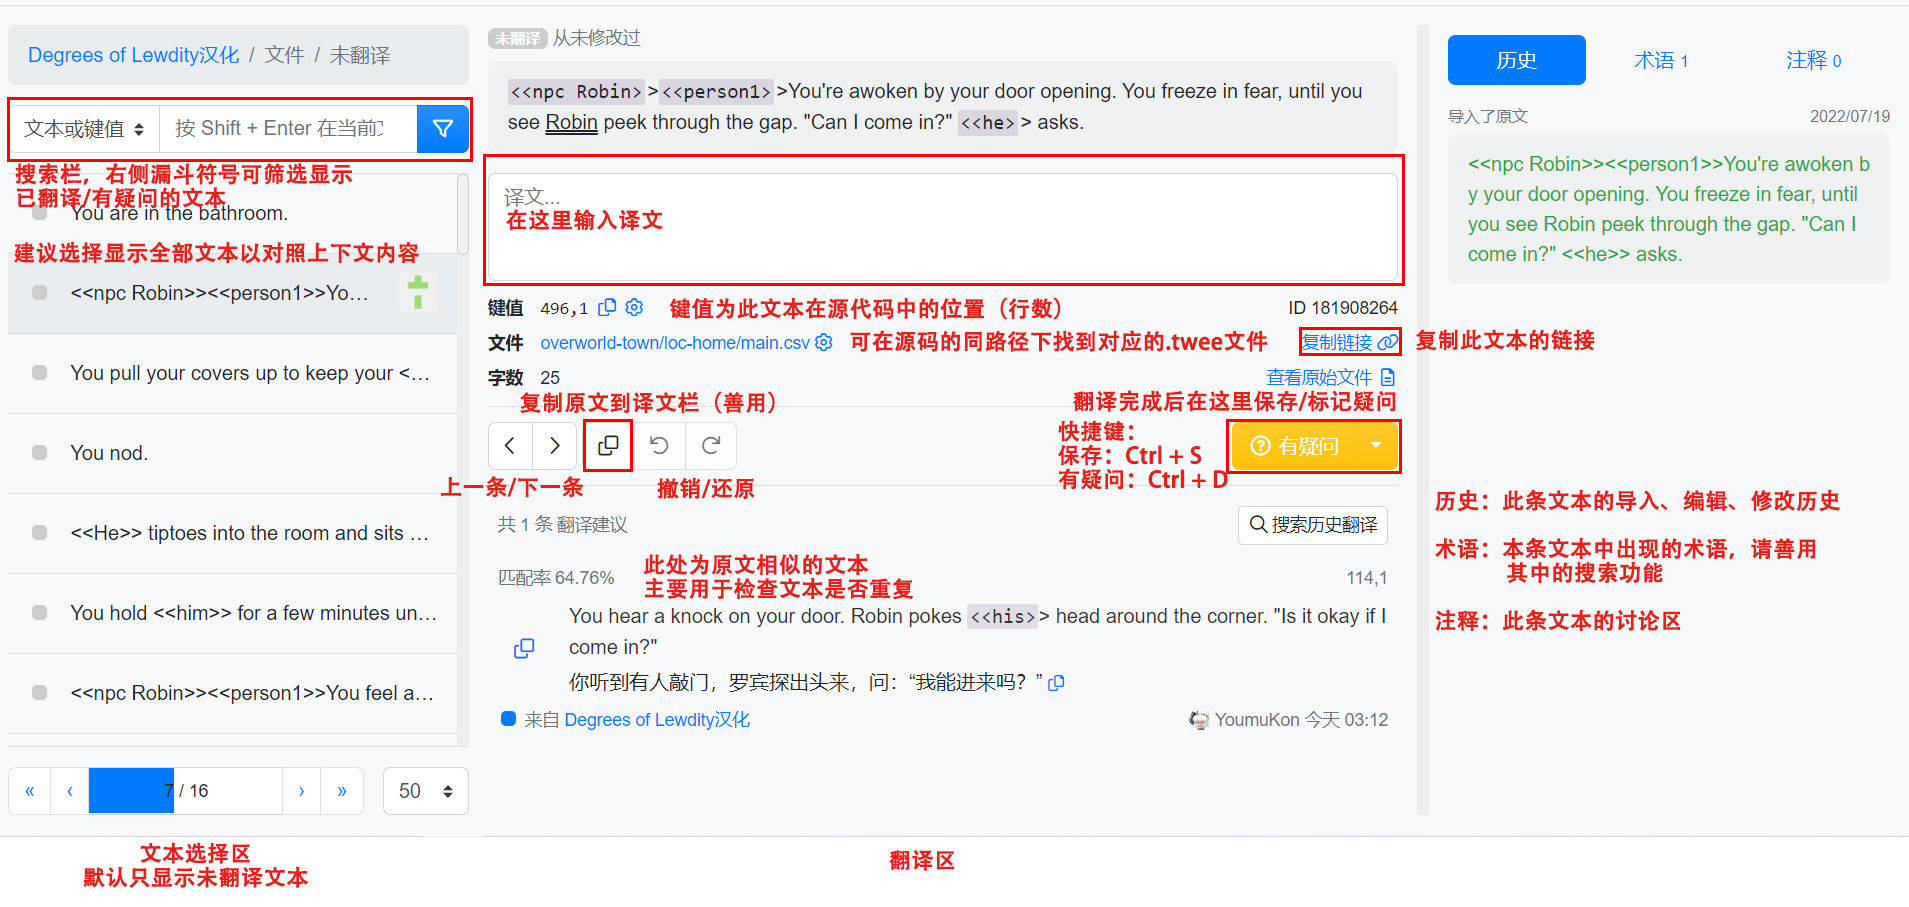 Degrees of Lewdity汉化 / 文件 / 未翻译
文本或键值
按 Shift + Enter 在当前文
搜索栏，右侧漏斗符号可筛选显示
已翻译/有疑问的文本
You are in the bathroom.
建议选择显示全部文本以对照上下文内容
<<npc Robin>><<person1>>Yo…
You pull your covers up to keep your <…
You nod.
<<He>> tiptoes into the room and sits …
You hold <<him>> for a few minutes un…
<<npc Robin>><<person1>>You feel a…
« ‹ 7 / 16 › » 50
文本选择区
默认只显示未翻译文本
未翻译 从未修改过
<<npc Robin>><<person1>>You're awoken by your door opening. You freeze in fear, until you
see Robin peek through the gap. "Can I come in?" <<he>> asks.
译文...
在这里输入译文
键值 496,1 键值为此文本在源代码中的位置（行数） ID 181908264
文件 overworld-town/loc-home/main.csv 可在源码的同路径下找到对应的.twee文件 复制链接 复制此文本的链接
字数 25 查看原始文件
复制原文到译文栏（善用） 翻译完成后在这里保存/标记疑问
快捷键：
保存：Ctrl + S
有疑问：Ctrl + D
有疑问
上一条/下一条 撤销/还原
共 1 条 翻译建议 搜索历史翻译
此处为原文相似的文本
主要用于检查文本是否重复
匹配率 64.76% 114,1
You hear a knock on your door. Robin pokes <<his>> head around the corner. "Is it okay if I
come in?"
你听到有人敲门，罗宾探出头来，问：“我能进来吗？”
来自 Degrees of Lewdity汉化 YoumuKon 今天 03:12
翻译区
历史 术语 1 注释 0
导入了原文 2022/07/19
<<npc Robin>><<person1>>You're awoken b
y your door opening. You freeze in fear, until
you see Robin peek through the gap. "Can I
come in?" <<he>> asks.
历史：此条文本的导入、编辑、修改历史
术语：本条文本中出现的术语，请善用
其中的搜索功能
注释：此条文本的讨论区